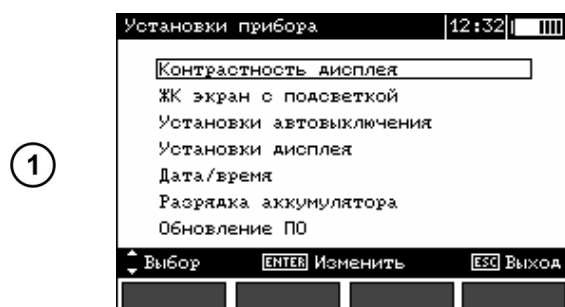 Установки прибора 12:32
Контрастность дисплея
ЖК экран с подсветкой
Установки автовыключения
Установки дисплея
Дата/время
1
Разрядка аккумулятора
Обновление ПО
Выбор ENTER Изменить ESC Выход